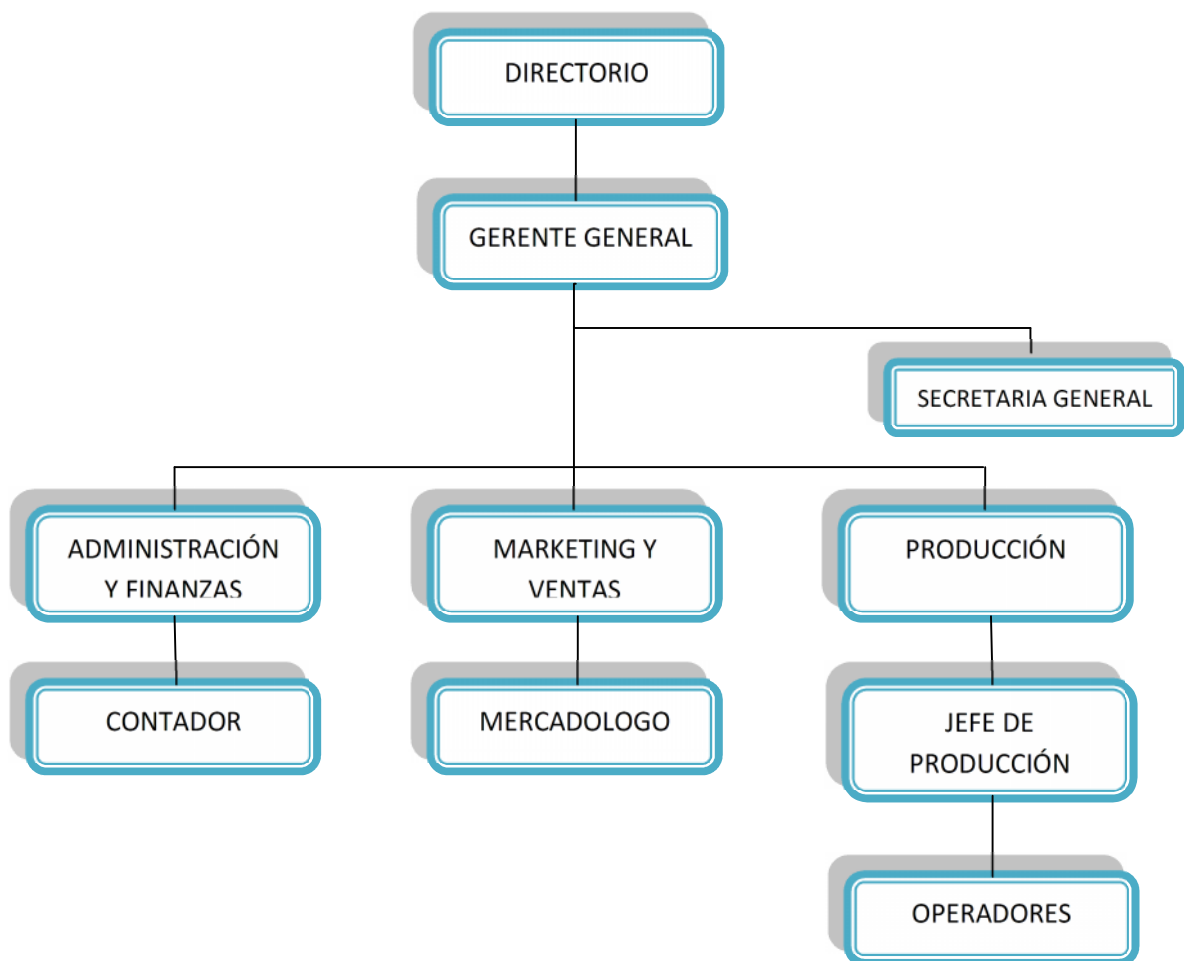 DIRECTORIO
GERENTE GENERAL
SECRETARIA GENERAL
ADMINISTRACIÓN
Y FINANZAS
MARKETING Y
VENTAS
PRODUCCIÓN
CONTADOR
MERCADOLOGO
JEFE DE
PRODUCCIÓN
OPERADORES